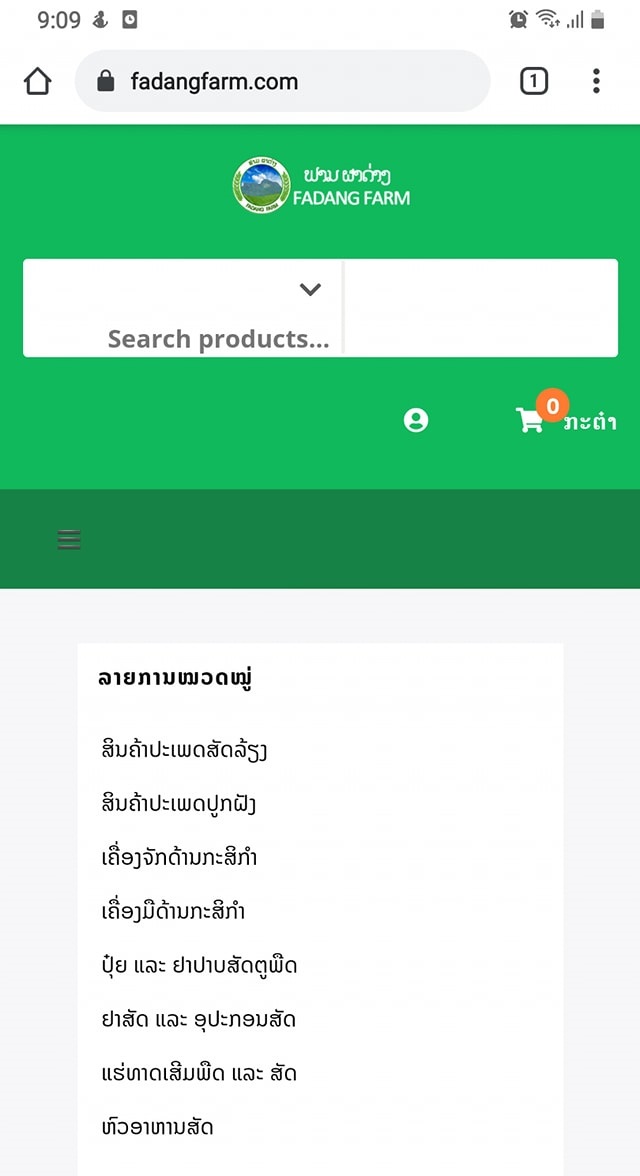 9:09
1
fadangfarm.com
ຟາມ ຜາດ່າງ
FADANG FARM
Search products...
0
ກະຕ໋າ
ລາຍການໝວດໝູ່
ສິນຄ້າປະເພດສັດລ້ຽງ
ສິນຄ້າປະເພດປູກຝັງ
ເຄື່ອງຈັກດ້ານກະສິກຳ
ເຄື່ອງມືດ້ານກະສິກຳ
ປຸ໋ຍ ແລະ ຢາປາບສັດຕູພືດ
ຢາສັດ ແລະ ອຸປະກອນສັດ
ແຮ່ທາດເສີມພືດ ແລະ ສັດ
ຫົວອາຫານສັດ